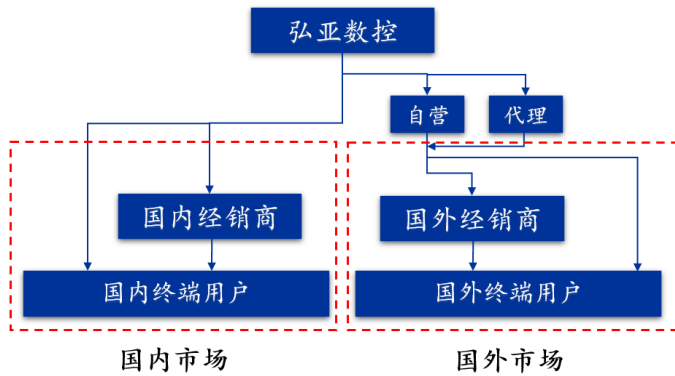 弘亚数控
自营
代理
国内经销商
国外经销商
国内终端用户
国外终端用户
国内市场
国外市场